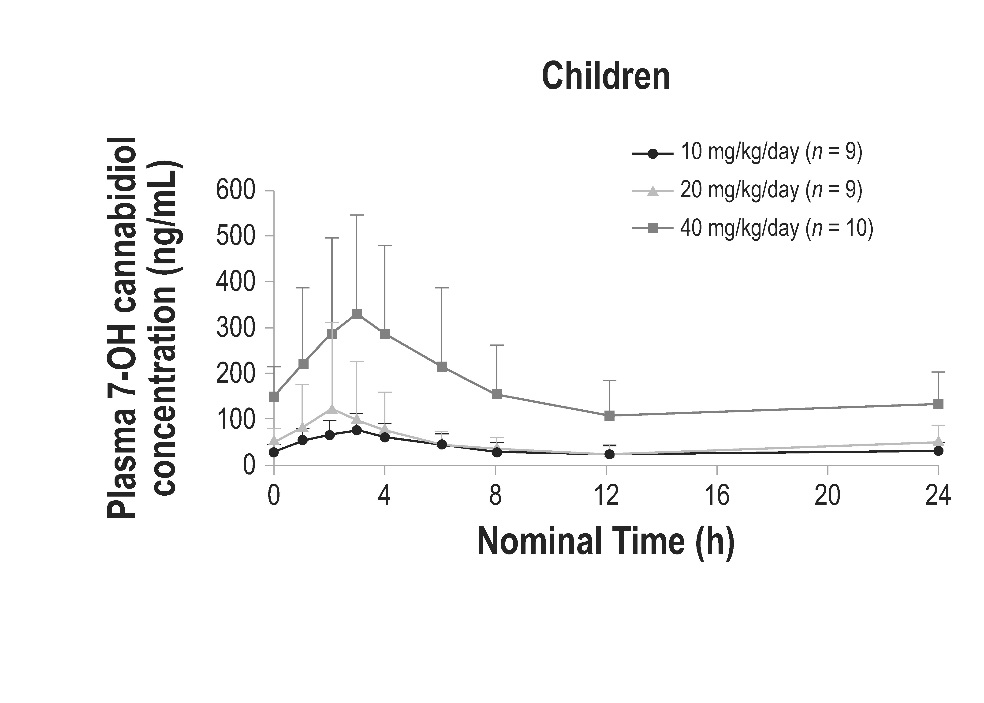 Children
10 mg/kg/day (n = 9)
20 mg/kg/day (n = 9)
40 mg/kg/day (n = 10)
Plasma 7-OH cannabidiol
concentration (ng/mL)
600
500
400
300
200
100
0
0 4 8 12 16 20 24
Nominal Time (h)